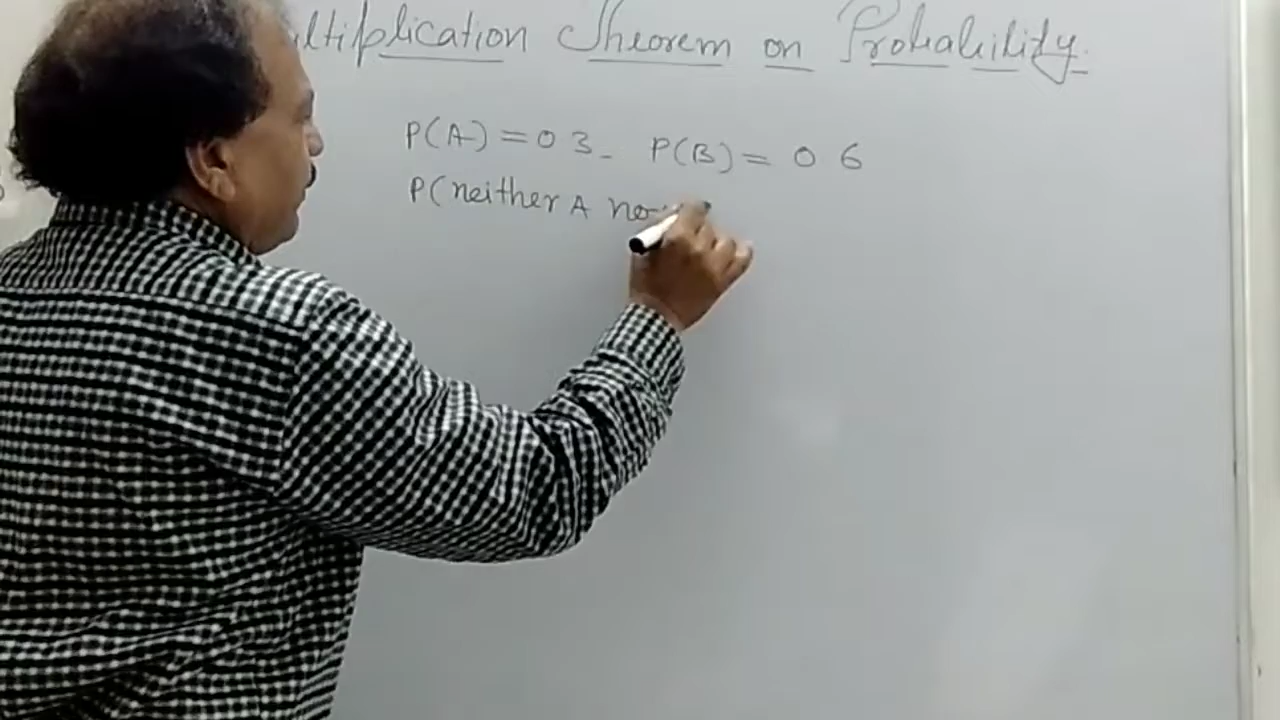 ltiplication Theorem on Probability.
P(A) = 0 3 - P(B) = 0 6
P(neither A no